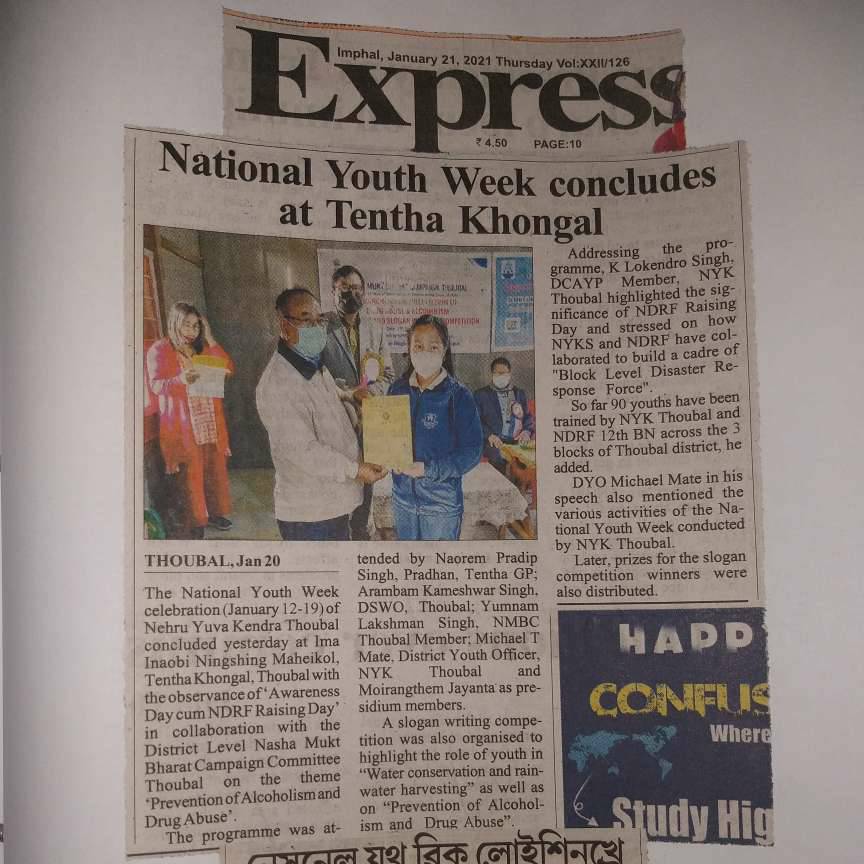 Imphal, January 21, 2021 Thursday Vol:XXII/126
Express
₹ 4.50 PAGE:10
National Youth Week concludes
at Tentha Khongal
THOUBAL, Jan 20
The National Youth Week
celebration (January 12-19) of
Nehru Yuva Kendra Thoubal
concluded yesterday at Ima
Inaobi Ningshing Maheikol,
Tentha Khongal, Thoubal with
the observance of ‘Awareness
Day cum NDRF Raising Day’
in collaboration with the
District Level Nasha Mukt
Bharat Campaign Committee
Thoubal on the theme
‘Prevention of Alcoholism and
Drug Abuse’.
The programme was at-
tended by Naorem Pradip
Singh, Pradhan, Tentha GP;
Arambam Kameshwar Singh,
DSWO, Thoubal; Yumnam
Lakshman Singh, NMBC
Thoubal Member; Michael T
Mate, District Youth Officer,
NYK Thoubal and
Moirangthem Jayanta as pre-
sidium members.
A slogan writing compe-
tition was also organised to
highlight the role of youth in
“Water conservation and rain-
water harvesting” as well as
on “Prevention of Alcohol-
ism and Drug Abuse”.
Addressing the pro-
gramme, K Lokendro Singh,
DCAYP Member, NYK
Thoubal highlighted the sig-
nificance of NDRF Raising
Day and stressed on how
NYKS and NDRF have col-
laborated to build a cadre of
"Block Level Disaster Re-
sponse Force".
So far 90 youths have been
trained by NYK Thoubal and
NDRF 12th BN across the 3
blocks of Thoubal district, he
added.
DYO Michael Mate in his
speech also mentioned the
various activities of the Na-
tional Youth Week conducted
by NYK Thoubal.
Later, prizes for the slogan
competition winners were
also distributed.
HAPP
CONFUS
Where
Study Hig
নেসনেল য়ুথ ৱিক লোইশিনখ্রে